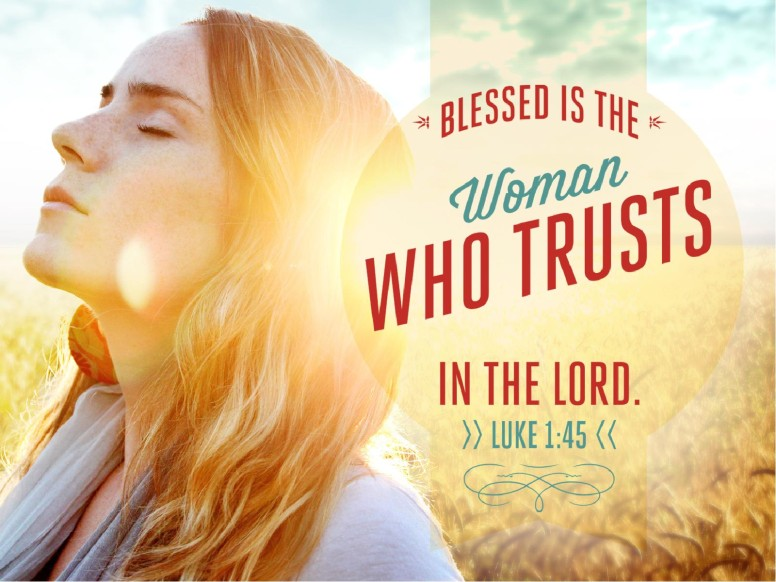 BLESSED IS THE
Woman
WHO TRUSTS
IN THE LORD.
》 LUKE 1:45 《